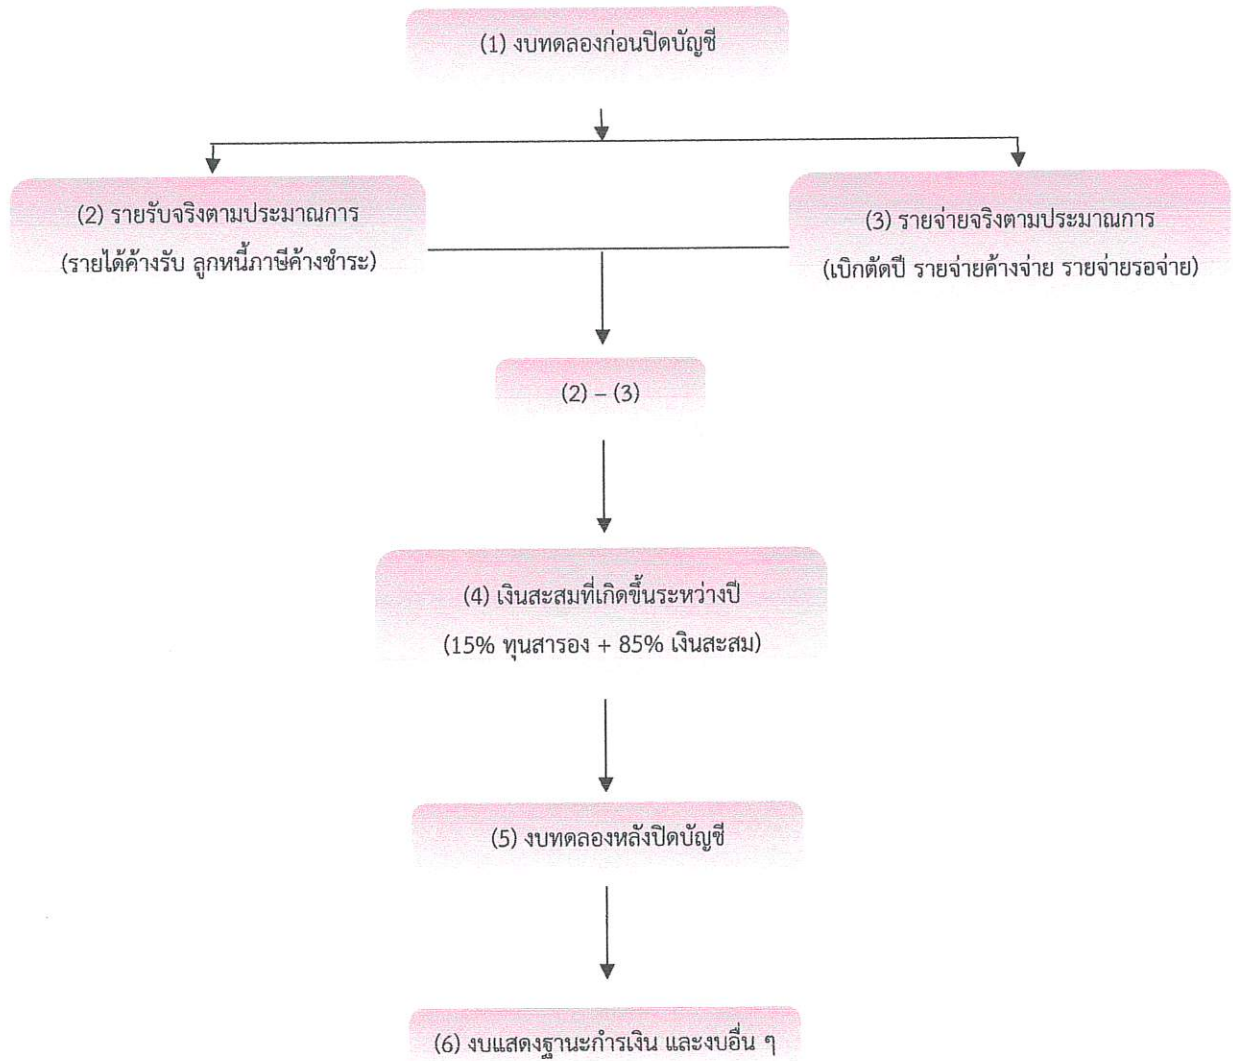 (1) งบทดลองก่อนปิดบัญชี
(2) รายรับจริงตามประมาณการ
(รายได้ค้างรับ ลูกหนี้ภาษีค้างชำระ)
(3) รายจ่ายจริงตามประมาณการ
(เบิกตัดปี รายจ่ายค้างจ่าย รายจ่ายรอจ่าย)
(2) – (3)
(4) เงินสะสมที่เกิดขึ้นระหว่างปี
(15% ทุนสารอง + 85% เงินสะสม)
(5) งบทดลองหลังปิดบัญชี
(6) งบแสดงฐานะการเงิน และงบอื่น ๆ